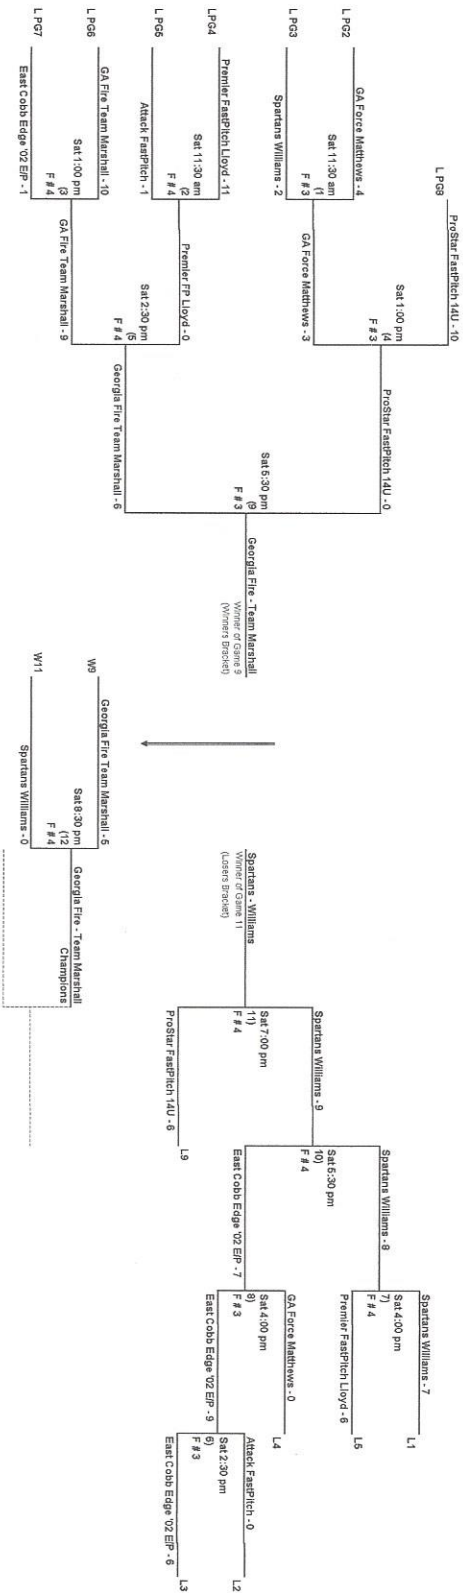 L PG8
ProStar FastPitch 14U - 10
L PG2
GA Force Matthews - 4
Sat 11:30 am
(1
F # 3
L PG3
Spartans Williams - 2
Sat 1:00 pm
(4
F # 3
GA Force Matthews - 3
ProStar FastPitch 14U - 0
L PG4
Premier FastPitch Lloyd - 11
Sat 11:30 am
(2
F # 4
L PG5
Attack FastPitch - 1
Premier FP Lloyd - 0
Sat 2:30 pm
(5
F # 4
L PG6
GA Fire Team Marshall - 10
Sat 1:00 pm
(3
F # 4
L PG7
East Cobb Edge '02 E/P - 1
GA Fire Team Marshall - 9
Georgia Fire Team Marshall - 6
Sat 5:30 pm
(9
F # 3
Georgia Fire - Team Marshall
Winner of Game 9
(Winners Bracket)
W9
Georgia Fire Team Marshall - 5
Sat 8:30 pm
(12
F # 4
W11
Spartans Williams - 0
Georgia Fire - Team Marshall
Champions
Spartans - Williams
Winner of Game 11
(Losers Bracket)
Spartans Williams - 9
Sat 7:00 pm
11)
F # 4
ProStar FastPitch 14U - 6
L9
Spartans Williams - 8
Sat 5:30 pm
10)
F # 4
East Cobb Edge '02 E/P - 7
Spartans Williams - 7
L1
Sat 4:00 pm
7)
F # 4
Premier FastPitch Lloyd - 6
L5
GA Force Matthews - 0
L4
Sat 4:00 pm
8)
F # 3
East Cobb Edge '02 E/P - 9
Attack FastPitch - 0
L2
Sat 2:30 pm
6)
F # 3
East Cobb Edge '02 E/P - 6
L3